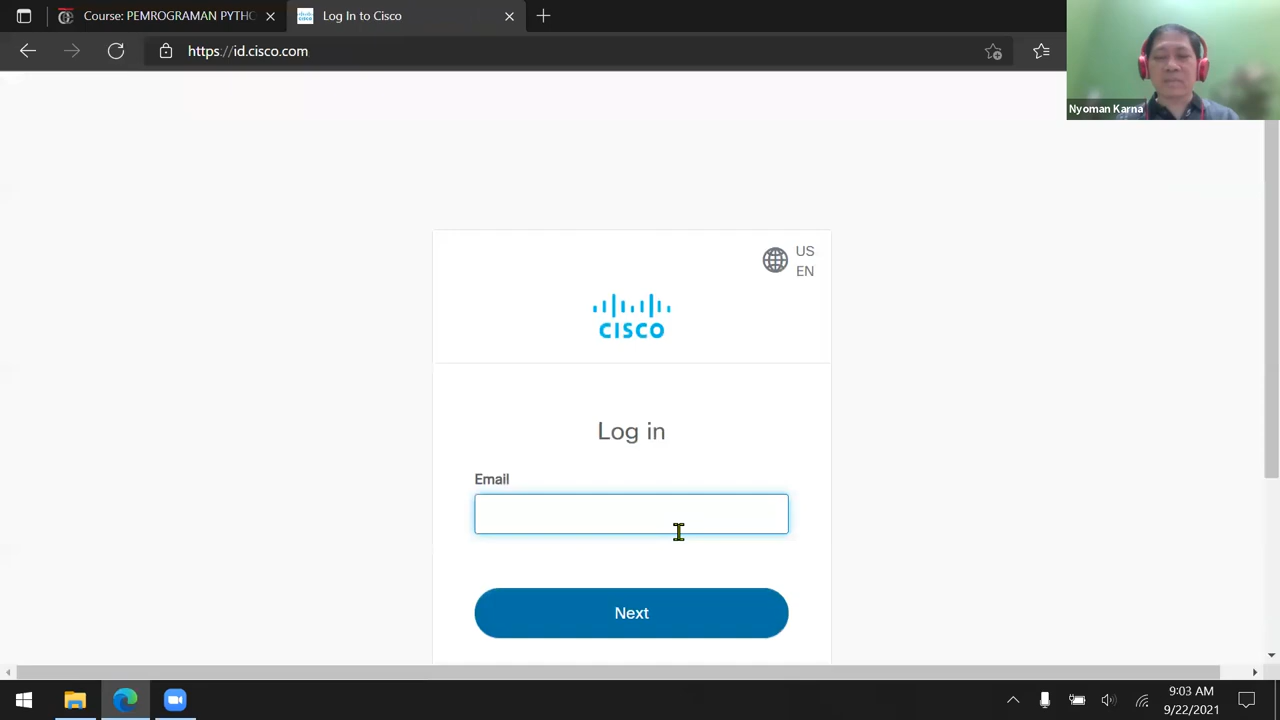 Course: PEMROGRAMAN PYTHO
Log In to Cisco
https://id.cisco.com
Nyoman Karna
US
EN
CISCO
Log in
Email
Next
9:03 AM
9/22/2021